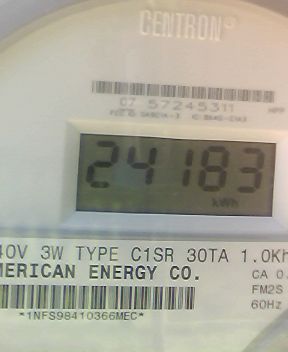 CENTRON®
07 57245311
24183
kWh
40V 3W TYPE C1SR 30TA 1.0Kh
MERICAN ENERGY CO.
CA 0.
FM2S
60Hz
*1NFS98410366MEC*